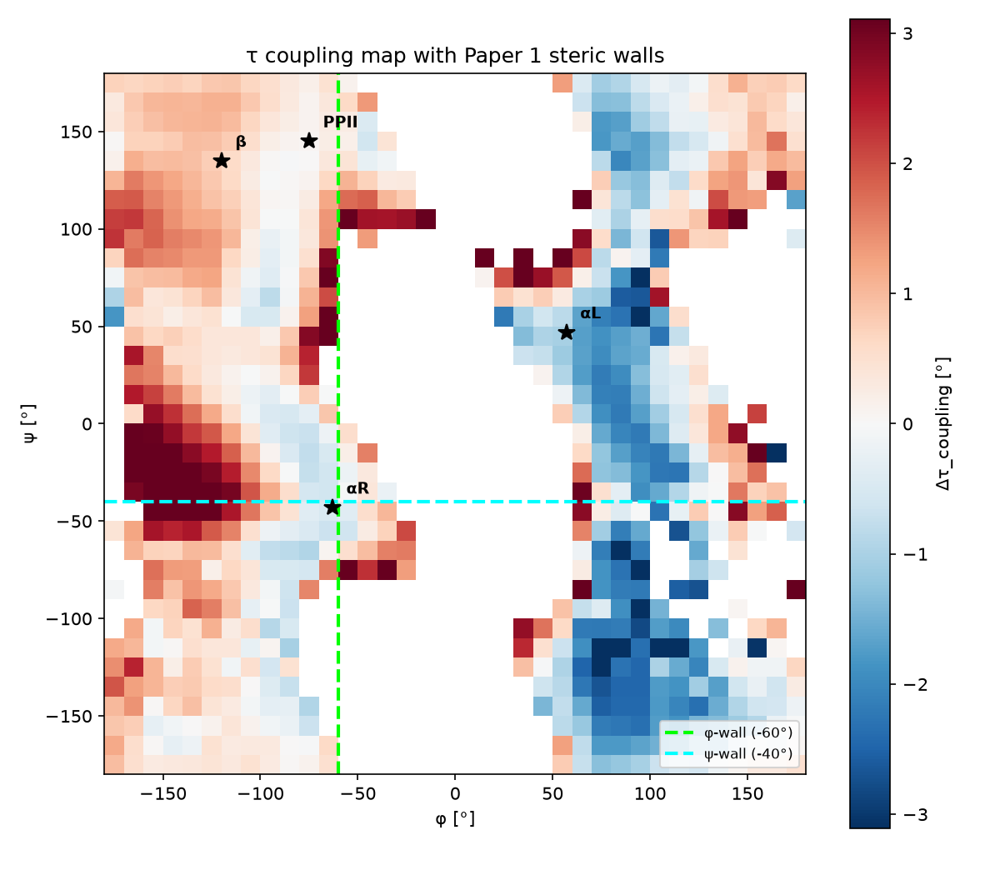 τ coupling map with Paper 1 steric walls
PPII
β
αL
αR
150
100
50
0
−50
−100
−150
ψ [°]
−150
−100
−50
0
50
100
150
φ [°]
φ-wall (-60°)
ψ-wall (-40°)
3
2
1
0
−1
−2
−3
Δτ_coupling [°]